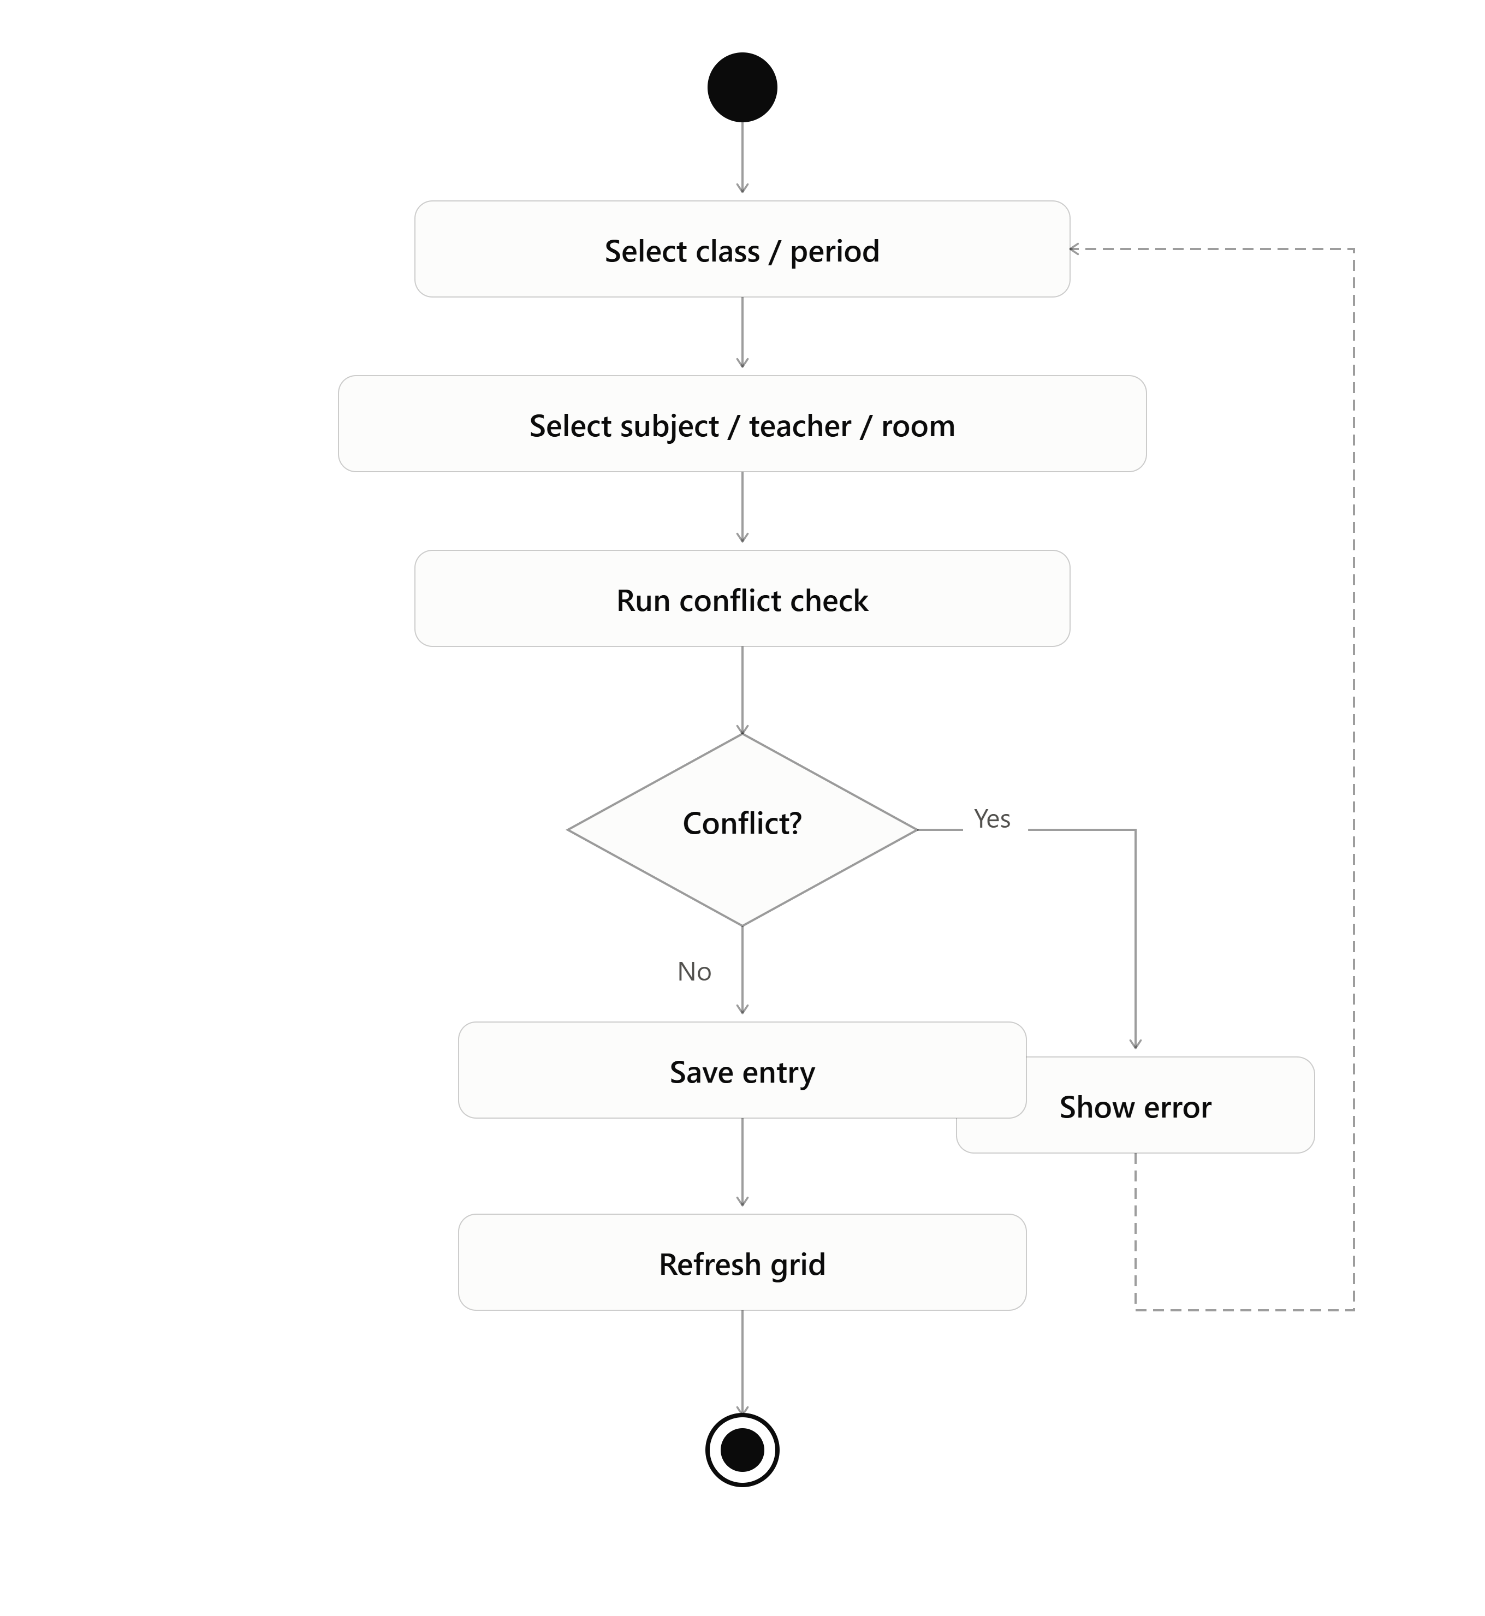 Select class / period
Select subject / teacher / room
Run conflict check
Conflict?
Yes
No
Save entry
Show error
Refresh grid